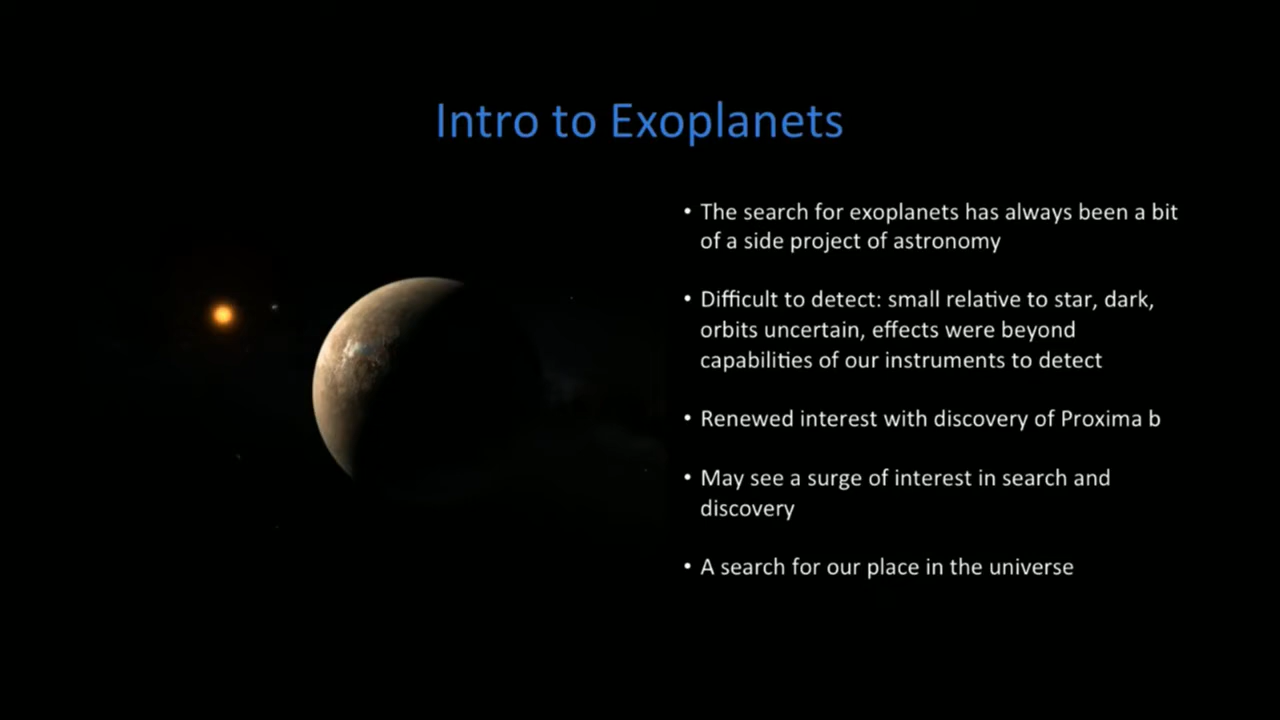 Intro to Exoplanets
• The search for exoplanets has always been a bit
of a side project of astronomy
• Difficult to detect: small relative to star, dark,
orbits uncertain, effects were beyond
capabilities of our instruments to detect
• Renewed interest with discovery of Proxima b
• May see a surge of interest in search and
discovery
• A search for our place in the universe